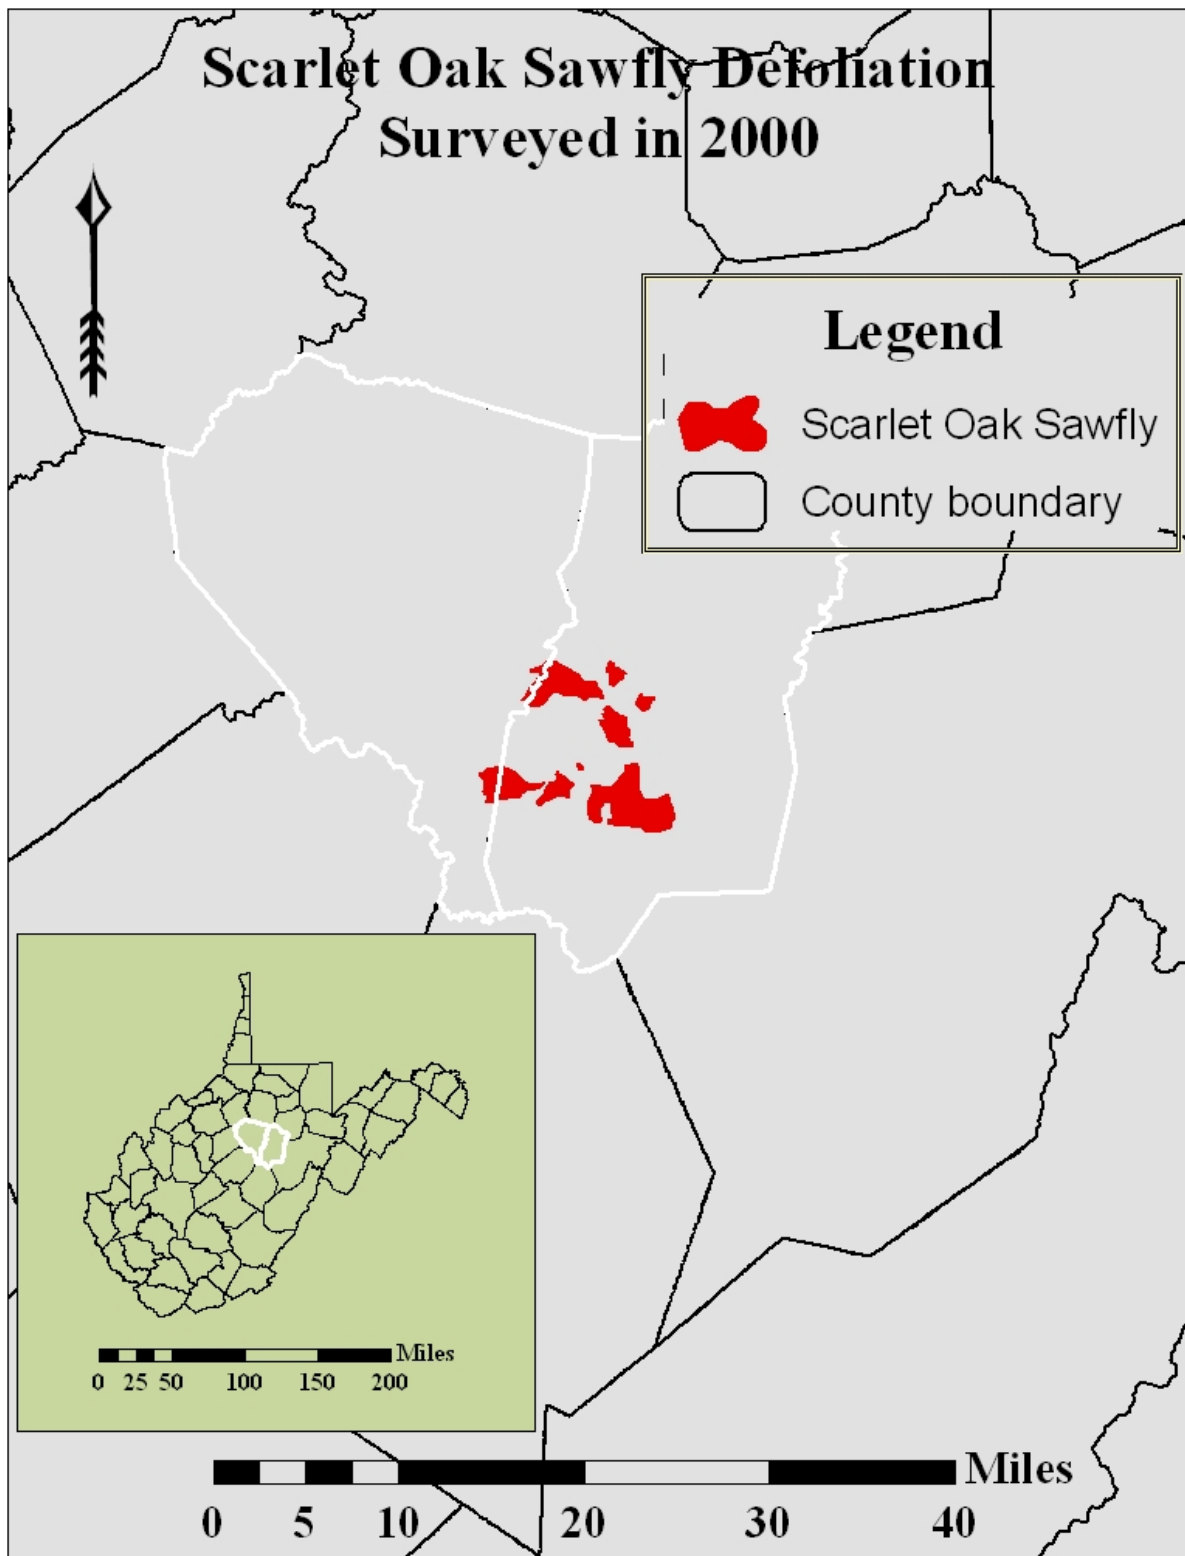 Scarlet Oak Sawfly Defoliation
Surveyed in 2000
Legend
Scarlet Oak Sawfly
County boundary
Miles
0 25 50 100 150 200
Miles
0 5 10 20 30 40